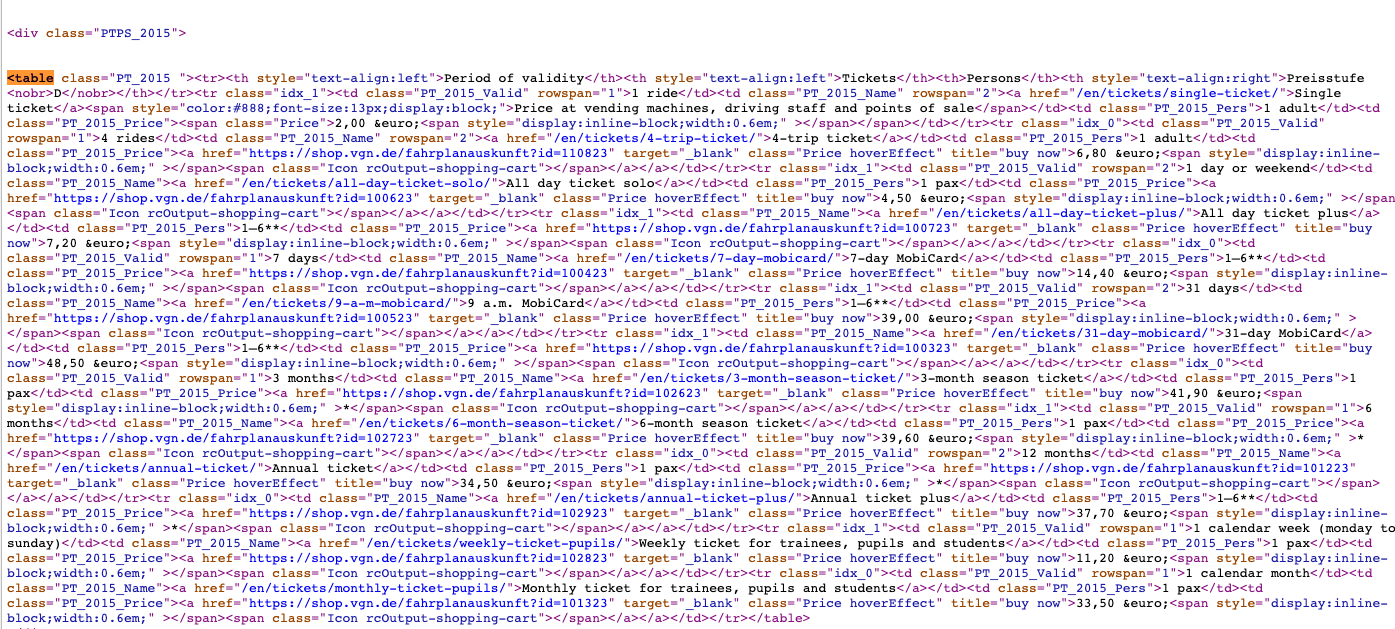 <div class="PTPS_2015">
<table class="PT_2015 "><tr><th style="text-align:left">Period of validity</th><th style="text-align:left">Tickets</th><th>Persons</th><th style="text-align:right">Preisstufe
<nobr>D</nobr></th></tr><tr class="idx_1"><td class="PT_2015_Valid" rowspan="1">1 ride</td><td class="PT_2015_Name" rowspan="2"><a href="/en/tickets/single-ticket/">Single
ticket</a><span style="color:#888;font-size:13px;display:block;">Price at vending machines, driving staff and points of sale</span></td><td class="PT_2015_Pers">1 adult</td><td
class="PT_2015_Price"><span class="Price">2,00 &euro;<span style="display:inline-block;width:0.6em;" ></span></span></td></tr><tr class="idx_0"><td class="PT_2015_Valid"
rowspan="1">4 rides</td><td class="PT_2015_Name" rowspan="2"><a href="/en/tickets/4-trip-ticket/">4-trip ticket</a></td><td class="PT_2015_Pers">1 adult</td><td
class="PT_2015_Price"><a href="https://shop.vgn.de/fahrplanauskunft?id=110823" target="_blank" class="Price hoverEffect" title="buy now">6,80 &euro;<span style="display:inline-
block;width:0.6em;" ></span><span class="Icon rcOutput-shopping-cart"></span></a></a></td></tr><tr class="idx_1"><td class="PT_2015_Valid" rowspan="2">1 day or weekend</td><td
class="PT_2015_Name"><a href="/en/tickets/all-day-ticket-solo/">All day ticket solo</a></td><td class="PT_2015_Pers">1 pax</td><td class="PT_2015_Price"><a
href="https://shop.vgn.de/fahrplanauskunft?id=100623" target="_blank" class="Price hoverEffect" title="buy now">4,50 &euro;<span style="display:inline-block;width:0.6em;" ></span>
<span class="Icon rcOutput-shopping-cart"></span></a></a></td></tr><tr class="idx_1"><td class="PT_2015_Name"><a href="/en/tickets/all-day-ticket-plus/">All day ticket plus</a>
</td><td class="PT_2015_Pers">1–6**</td><td class="PT_2015_Price"><a href="https://shop.vgn.de/fahrplanauskunft?id=100723" target="_blank" class="Price hoverEffect" title="buy
now">7,20 &euro;<span style="display:inline-block;width:0.6em;" ></span><span class="Icon rcOutput-shopping-cart"></span></a></a></td></tr><tr class="idx_0"><td
class="PT_2015_Valid" rowspan="1">7 days</td><td class="PT_2015_Name"><a href="/en/tickets/7-day-mobicard/">7-day MobiCard</a></td><td class="PT_2015_Pers">1–6**</td><td
class="PT_2015_Price"><a href="https://shop.vgn.de/fahrplanauskunft?id=100423" target="_blank" class="Price hoverEffect" title="buy now">14,40 &euro;<span style="display:inline-
block;width:0.6em;" ></span><span class="Icon rcOutput-shopping-cart"></span></a></a></td></tr><tr class="idx_1"><td class="PT_2015_Valid" rowspan="2">31 days</td><td
class="PT_2015_Name"><a href="/en/tickets/9-a-m-mobicard/">9 a.m. MobiCard</a></td><td class="PT_2015_Pers">1–6**</td><td class="PT_2015_Price"><a
href="https://shop.vgn.de/fahrplanauskunft?id=100523" target="_blank" class="Price hoverEffect" title="buy now">39,00 &euro;<span style="display:inline-block;width:0.6em;" >
</span><span class="Icon rcOutput-shopping-cart"></span></a></a></td></tr><tr class="idx_1"><td class="PT_2015_Name"><a href="/en/tickets/31-day-mobicard/">31-day MobiCard</a>
</td><td class="PT_2015_Pers">1–6**</td><td class="PT_2015_Price"><a href="https://shop.vgn.de/fahrplanauskunft?id=100323" target="_blank" class="Price hoverEffect" title="buy
now">48,50 &euro;<span style="display:inline-block;width:0.6em;" ></span><span class="Icon rcOutput-shopping-cart"></span></a></a></td></tr><tr class="idx_0"><td
class="PT_2015_Valid" rowspan="1">3 months</td><td class="PT_2015_Name"><a href="/en/tickets/3-month-season-ticket/">3-month season ticket</a></td><td class="PT_2015_Pers">1
pax</td><td class="PT_2015_Price"><a href="https://shop.vgn.de/fahrplanauskunft?id=102623" target="_blank" class="Price hoverEffect" title="buy now">41,90 &euro;<span
style="display:inline-block;width:0.6em;" >*</span><span class="Icon rcOutput-shopping-cart"></span></a></a></td></tr><tr class="idx_1"><td class="PT_2015_Valid" rowspan="1">6
months</td><td class="PT_2015_Name"><a href="/en/tickets/6-month-season-ticket/">6-month season ticket</a></td><td class="PT_2015_Pers">1 pax</td><td class="PT_2015_Price"><a
href="https://shop.vgn.de/fahrplanauskunft?id=102723" target="_blank" class="Price hoverEffect" title="buy now">39,60 &euro;<span style="display:inline-block;width:0.6em;" >*
</span><span class="Icon rcOutput-shopping-cart"></span></a></a></td></tr><tr class="idx_0"><td class="PT_2015_Valid" rowspan="2">12 months</td><td class="PT_2015_Name"><a
href="/en/tickets/annual-ticket/">Annual ticket</a></td><td class="PT_2015_Pers">1 pax</td><td class="PT_2015_Price"><a href="https://shop.vgn.de/fahrplanauskunft?id=101223"
target="_blank" class="Price hoverEffect" title="buy now">34,50 &euro;<span style="display:inline-block;width:0.6em;" >*</span><span class="Icon rcOutput-shopping-cart"></span>
</a></a></td></tr><tr class="idx_0"><td class="PT_2015_Name"><a href="/en/tickets/annual-ticket-plus/">Annual ticket plus</a></td><td class="PT_2015_Pers">1–6**</td><td
class="PT_2015_Price"><a href="https://shop.vgn.de/fahrplanauskunft?id=102923" target="_blank" class="Price hoverEffect" title="buy now">37,70 &euro;<span style="display:inline-
block;width:0.6em;" >*</span><span class="Icon rcOutput-shopping-cart"></span></a></a></td></tr><tr class="idx_1"><td class="PT_2015_Valid" rowspan="1">1 calendar week (monday to
sunday)</td><td class="PT_2015_Name"><a href="/en/tickets/weekly-ticket-pupils/">Weekly ticket for trainees, pupils and students</a></td><td class="PT_2015_Pers">1 pax</td><td
class="PT_2015_Price"><a href="https://shop.vgn.de/fahrplanauskunft?id=102823" target="_blank" class="Price hoverEffect" title="buy now">11,20 &euro;<span style="display:inline-
block;width:0.6em;" ></span><span class="Icon rcOutput-shopping-cart"></span></a></a></td></tr><tr class="idx_0"><td class="PT_2015_Valid" rowspan="1">1 calendar month</td><td
class="PT_2015_Name"><a href="/en/tickets/monthly-ticket-pupils/">Monthly ticket for trainees, pupils and students</a></td><td class="PT_2015_Pers">1 pax</td><td
class="PT_2015_Price"><a href="https://shop.vgn.de/fahrplanauskunft?id=101323" target="_blank" class="Price hoverEffect" title="buy now">33,50 &euro;<span style="display:inline-
block;width:0.6em;" ></span><span class="Icon rcOutput-shopping-cart"></span></a></a></td></tr></table>